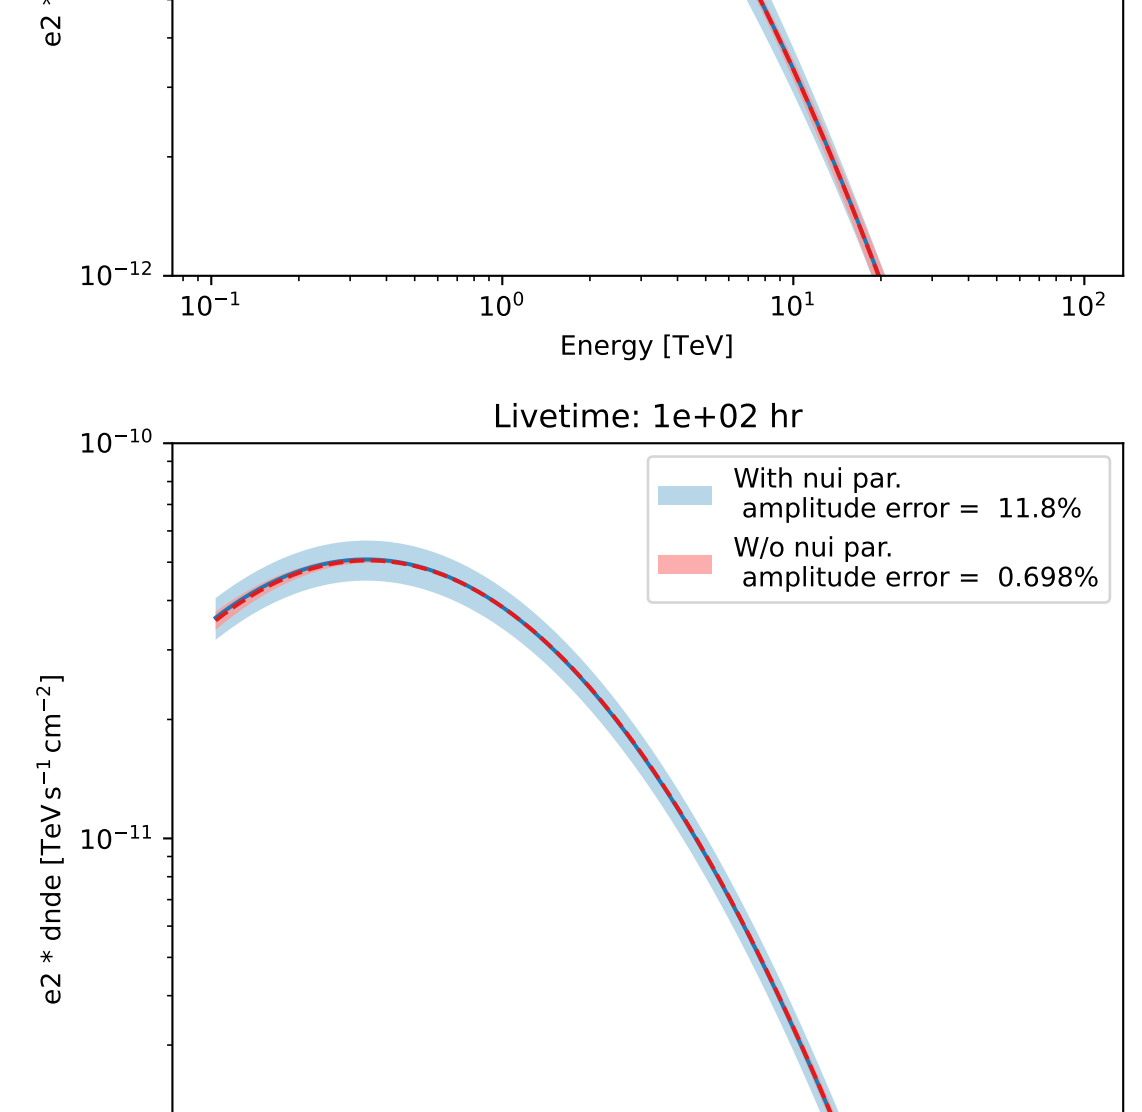 e2 *
10⁻¹²
10⁻¹ 10⁰ 10¹ 10²
Energy [TeV]
Livetime: 1e+02 hr
10⁻¹⁰
With nui par.
amplitude error = 11.8%
W/o nui par.
amplitude error = 0.698%
e2 * dnde [TeV s⁻¹ cm⁻²]
10⁻¹¹